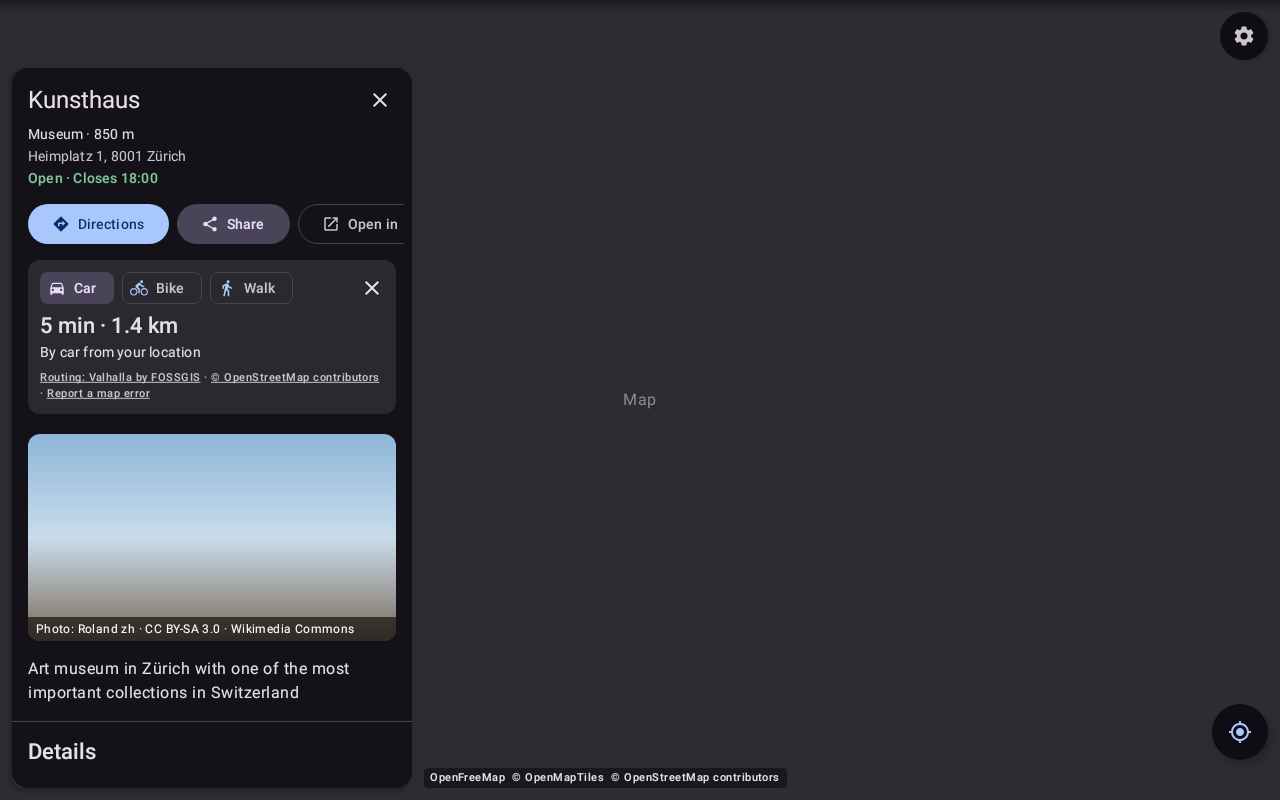 Kunsthaus
Museum · 850 m
Heimplatz 1, 8001 Zürich
Open · Closes 18:00
Directions
Share
Open in
Car
Bike
Walk
5 min · 1.4 km
By car from your location
Routing: Valhalla by FOSSGIS · © OpenStreetMap contributors
· Report a map error
Map
Photo: Roland zh · CC BY-SA 3.0 · Wikimedia Commons
Art museum in Zürich with one of the most
important collections in Switzerland
Details
OpenFreeMap © OpenMapTiles © OpenStreetMap contributors